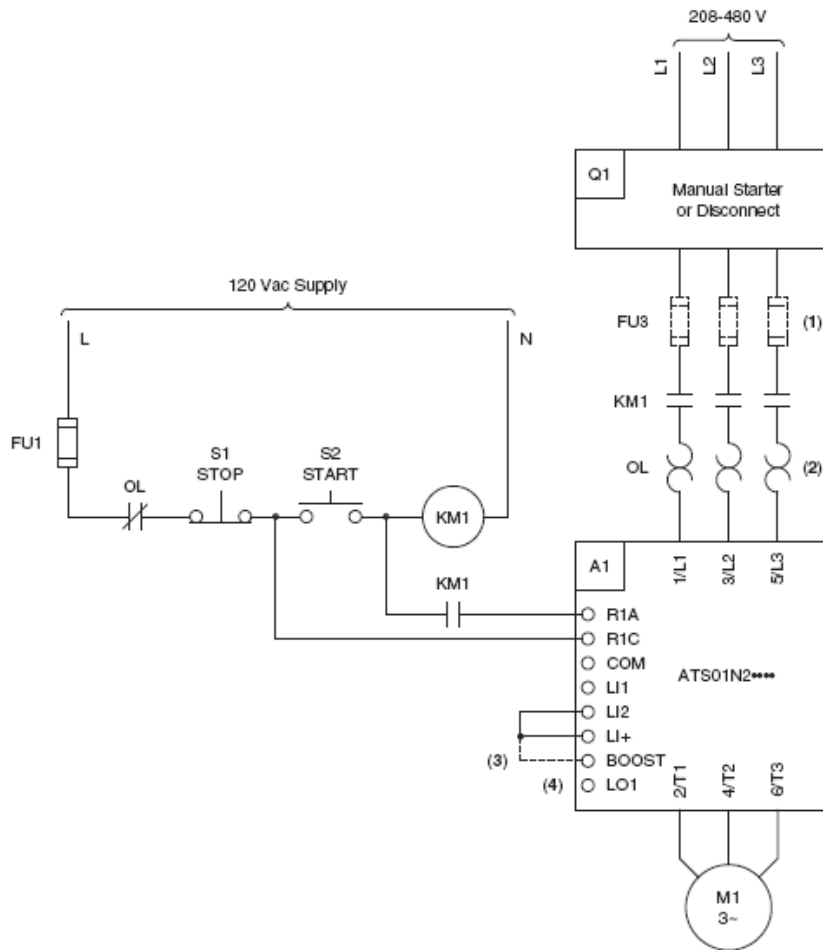 208-480 V
L1
L2
L3
Q1
Manual Starter
or Disconnect
120 Vac Supply
L
N
FU3
(1)
FU1
KM1
S1
STOP
S2
START
OL
(2)
OL
KM1
A1
1/L1
3/L2
5/L3
KM1
R1A
R1C
COM
ATS01N2••••
LI1
LI2
LI+
(3)
BOOST
(4)
LO1
2/T1
4/T2
6/T3
M1
3~